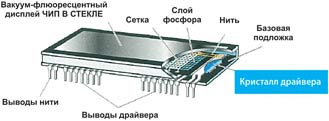 Вакуум-флюоресцентный
дисплей ЧИП В СТЕКЛЕ
Сетка
Слой
фосфора
Нить
Базовая
подложка
Кристалл драйвера
Выводы нити
Выводы драйвера